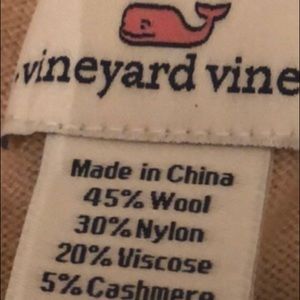 vineyard vine
Made in China
45% Wool
30% Nylon
20% Viscose
5% Cashmere